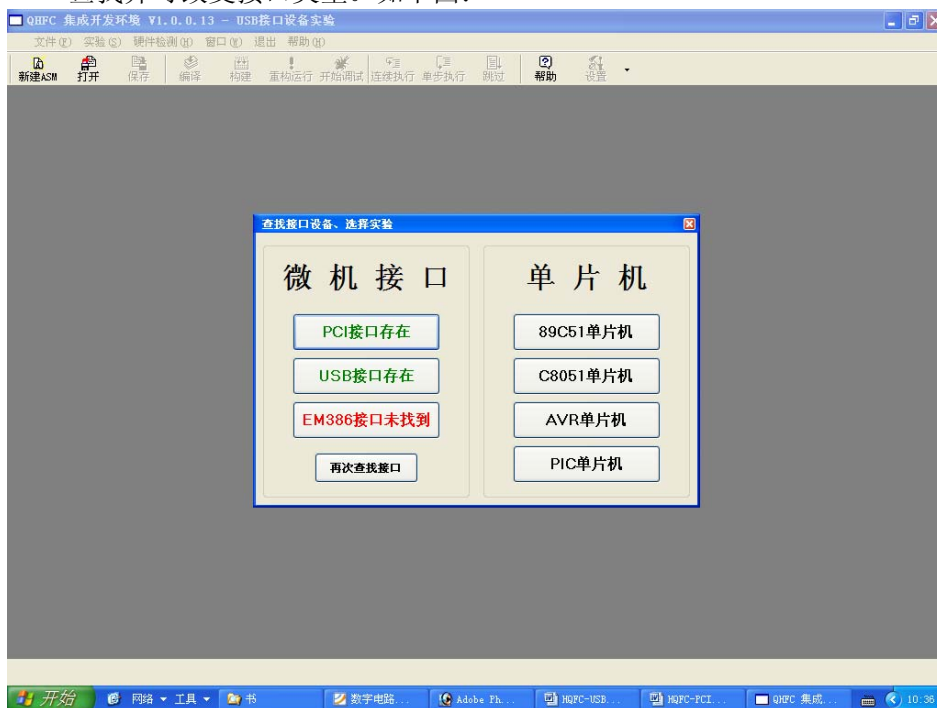 QHFC 集成开发环境 V1.0.0.13 - USB接口设备实验
文件(F) 实验(S) 硬件检测(H) 窗口(W) 退出 帮助(H)
新建ASM 打开 保存 编译 构建 重构运行 开始调试 连续执行 单步执行 跳过 帮助 设置
查找接口设备、选择实验
微机接口
PCI接口存在
USB接口存在
EM386接口未找到
再次查找接口
单片机
89C51单片机
C8051单片机
AVR单片机
PIC单片机
开始 网络 工具 书 数字电路... Adobe Ph... HQFC-USB... HQFC-PCI... QHFC 集成... 10:36